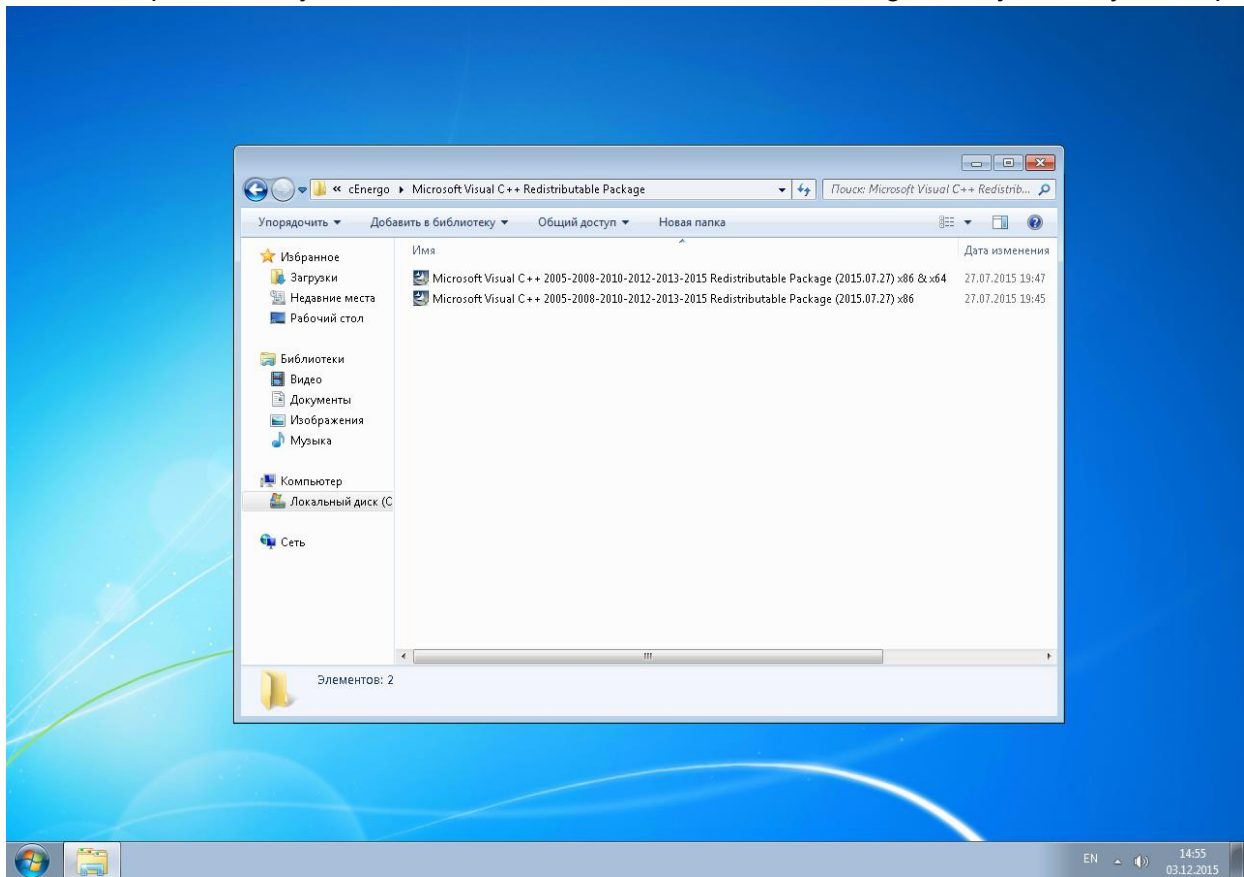 « cEnergo ▸ Microsoft Visual C++ Redistributable Package
Поиск: Microsoft Visual C++ Redistrib...
Упорядочить Добавить в библиотеку Общий доступ Новая папка
Имя Дата изменения
Избранное
Загрузки
Недавние места
Рабочий стол
Библиотеки
Видео
Документы
Изображения
Музыка
Компьютер
Локальный диск (C
Сеть
Microsoft Visual C++ 2005-2008-2010-2012-2013-2015 Redistributable Package (2015.07.27) x86 & x64 27.07.2015 19:47
Microsoft Visual C++ 2005-2008-2010-2012-2013-2015 Redistributable Package (2015.07.27) x86 27.07.2015 19:45
Элементов: 2
EN 14:55
03.12.2015